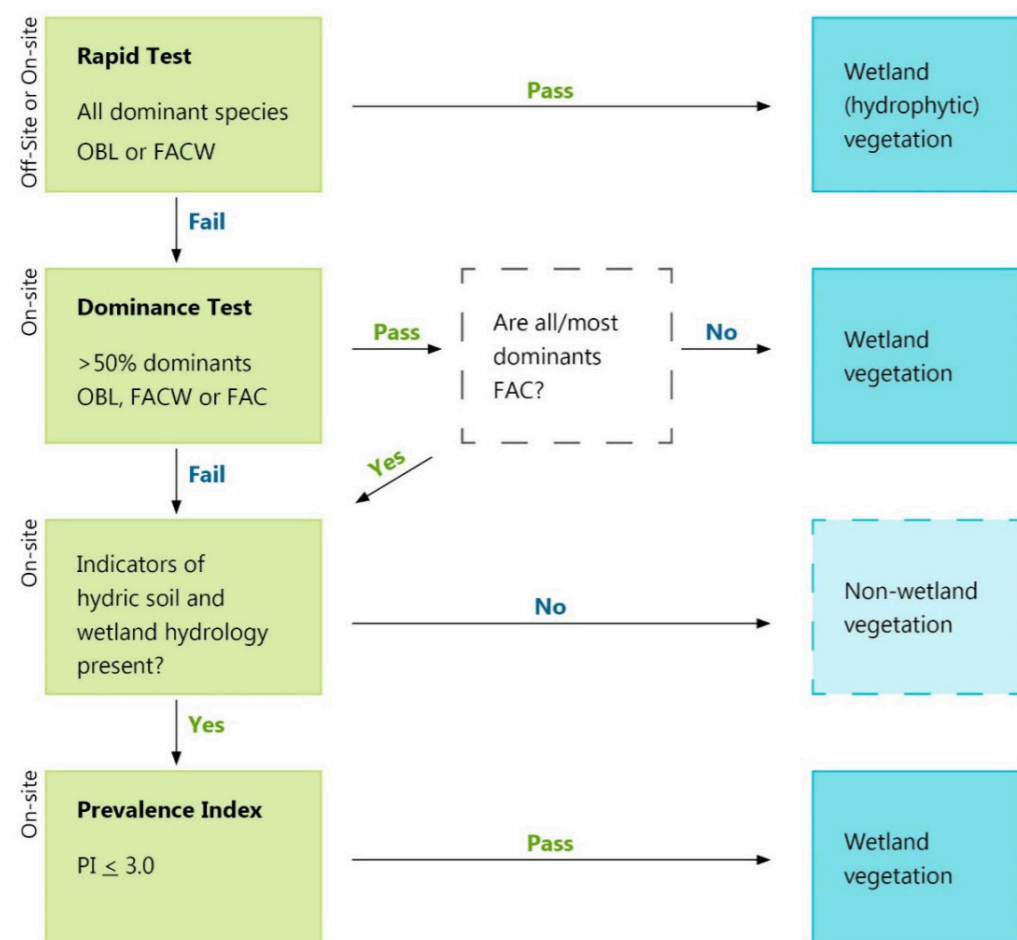 Off-Site or On-site
Rapid Test
All dominant species
OBL or FACW
Pass
Wetland
(hydrophytic)
vegetation
Fail
On-site
Dominance Test
>50% dominants
OBL, FACW or FAC
Pass
Are all/most
dominants
FAC?
No
Wetland
vegetation
Fail
Yes
On-site
Indicators of
hydric soil and
wetland hydrology
present?
No
Non-wetland
vegetation
Yes
On-site
Prevalence Index
PI ≤ 3.0
Pass
Wetland
vegetation